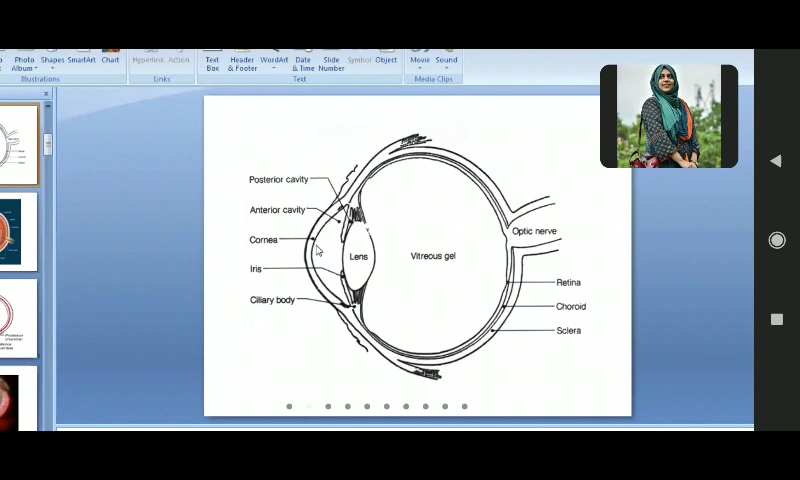 Photo Album
Shapes
SmartArt
Chart
Hyperlink
Action
Text Box
Header & Footer
WordArt
Date & Time
Slide Number
Symbol
Object
Movie
Sound
Illustrations
Links
Text
Media Clips
Posterior cavity
Anterior cavity
Cornea
Iris
Ciliary body
Lens
Vitreous gel
Optic nerve
Retina
Choroid
Sclera